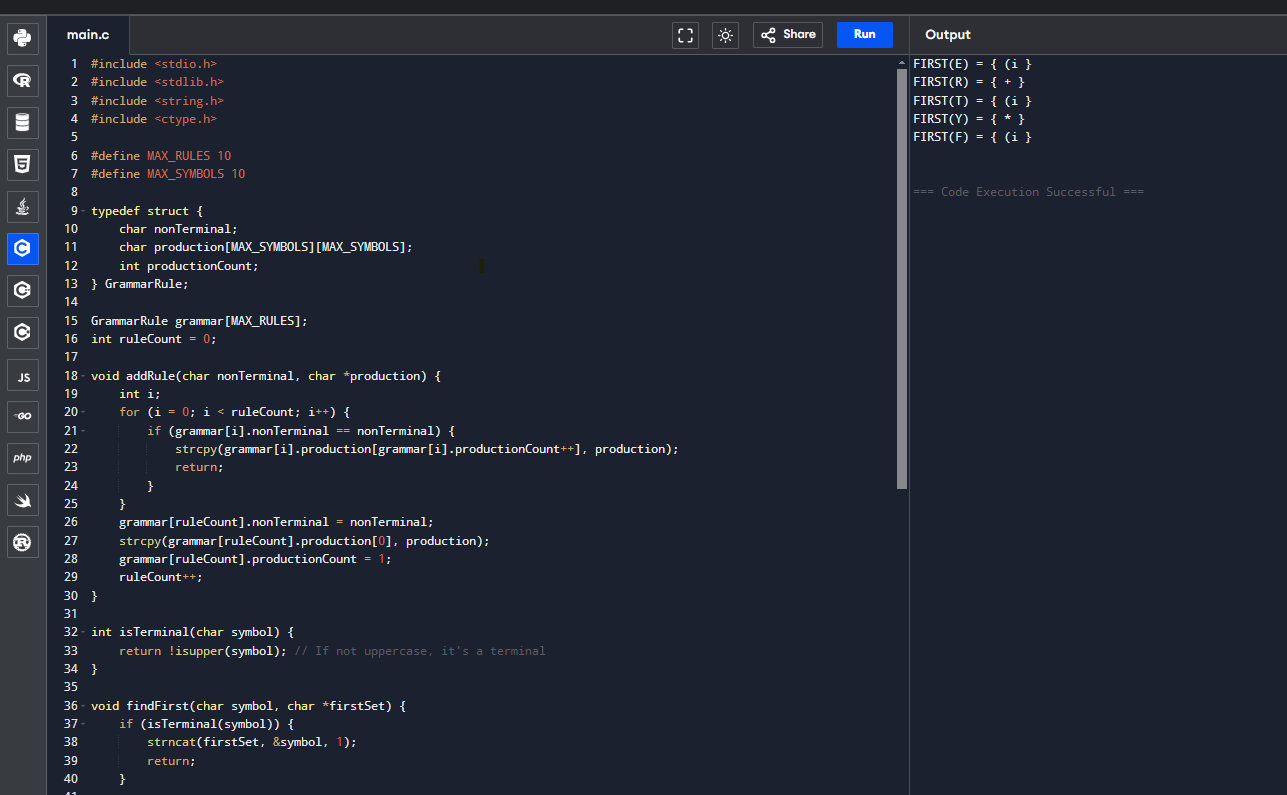 main.c
Share
Run
Output
JS
GO
php
1 #include <stdio.h>
2 #include <stdlib.h>
3 #include <string.h>
4 #include <ctype.h>
5
6 #define MAX_RULES 10
7 #define MAX_SYMBOLS 10
8
9 typedef struct {
10     char nonTerminal;
11     char production[MAX_SYMBOLS][MAX_SYMBOLS];
12     int productionCount;
13 } GrammarRule;
14
15 GrammarRule grammar[MAX_RULES];
16 int ruleCount = 0;
17
18 void addRule(char nonTerminal, char *production) {
19     int i;
20     for (i = 0; i < ruleCount; i++) {
21         if (grammar[i].nonTerminal == nonTerminal) {
22             strcpy(grammar[i].production[grammar[i].productionCount++], production);
23             return;
24         }
25     }
26     grammar[ruleCount].nonTerminal = nonTerminal;
27     strcpy(grammar[ruleCount].production[0], production);
28     grammar[ruleCount].productionCount = 1;
29     ruleCount++;
30 }
31
32 int isTerminal(char symbol) {
33     return !isupper(symbol); // If not uppercase, it's a terminal
34 }
35
36 void findFirst(char symbol, char *firstSet) {
37     if (isTerminal(symbol)) {
38         strncat(firstSet, &symbol, 1);
39         return;
40     }
FIRST(E) = { (i }
FIRST(R) = { + }
FIRST(T) = { (i }
FIRST(Y) = { * }
FIRST(F) = { (i }
=== Code Execution Successful ===